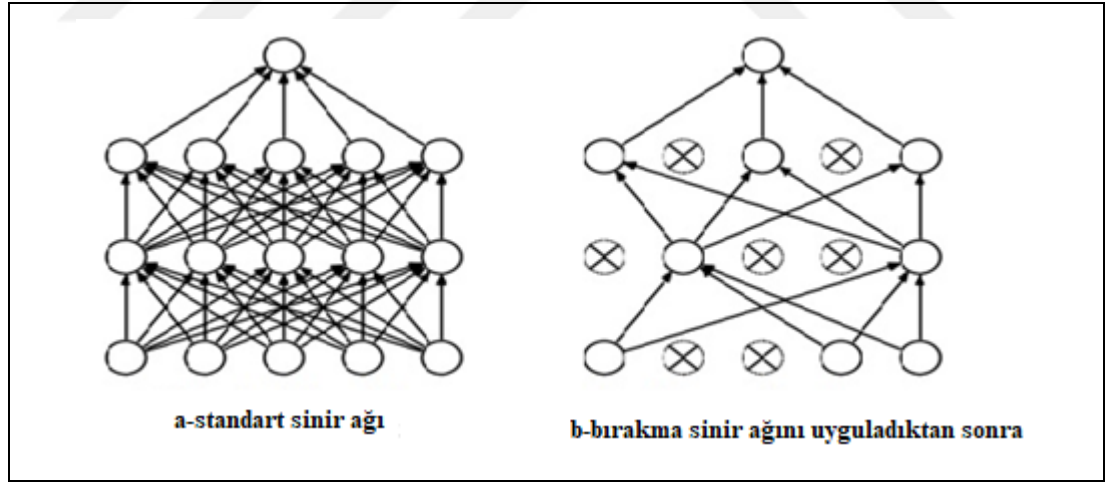 a-standart sinir ağı
b-bırakma sinir ağını uyguladıktan sonra